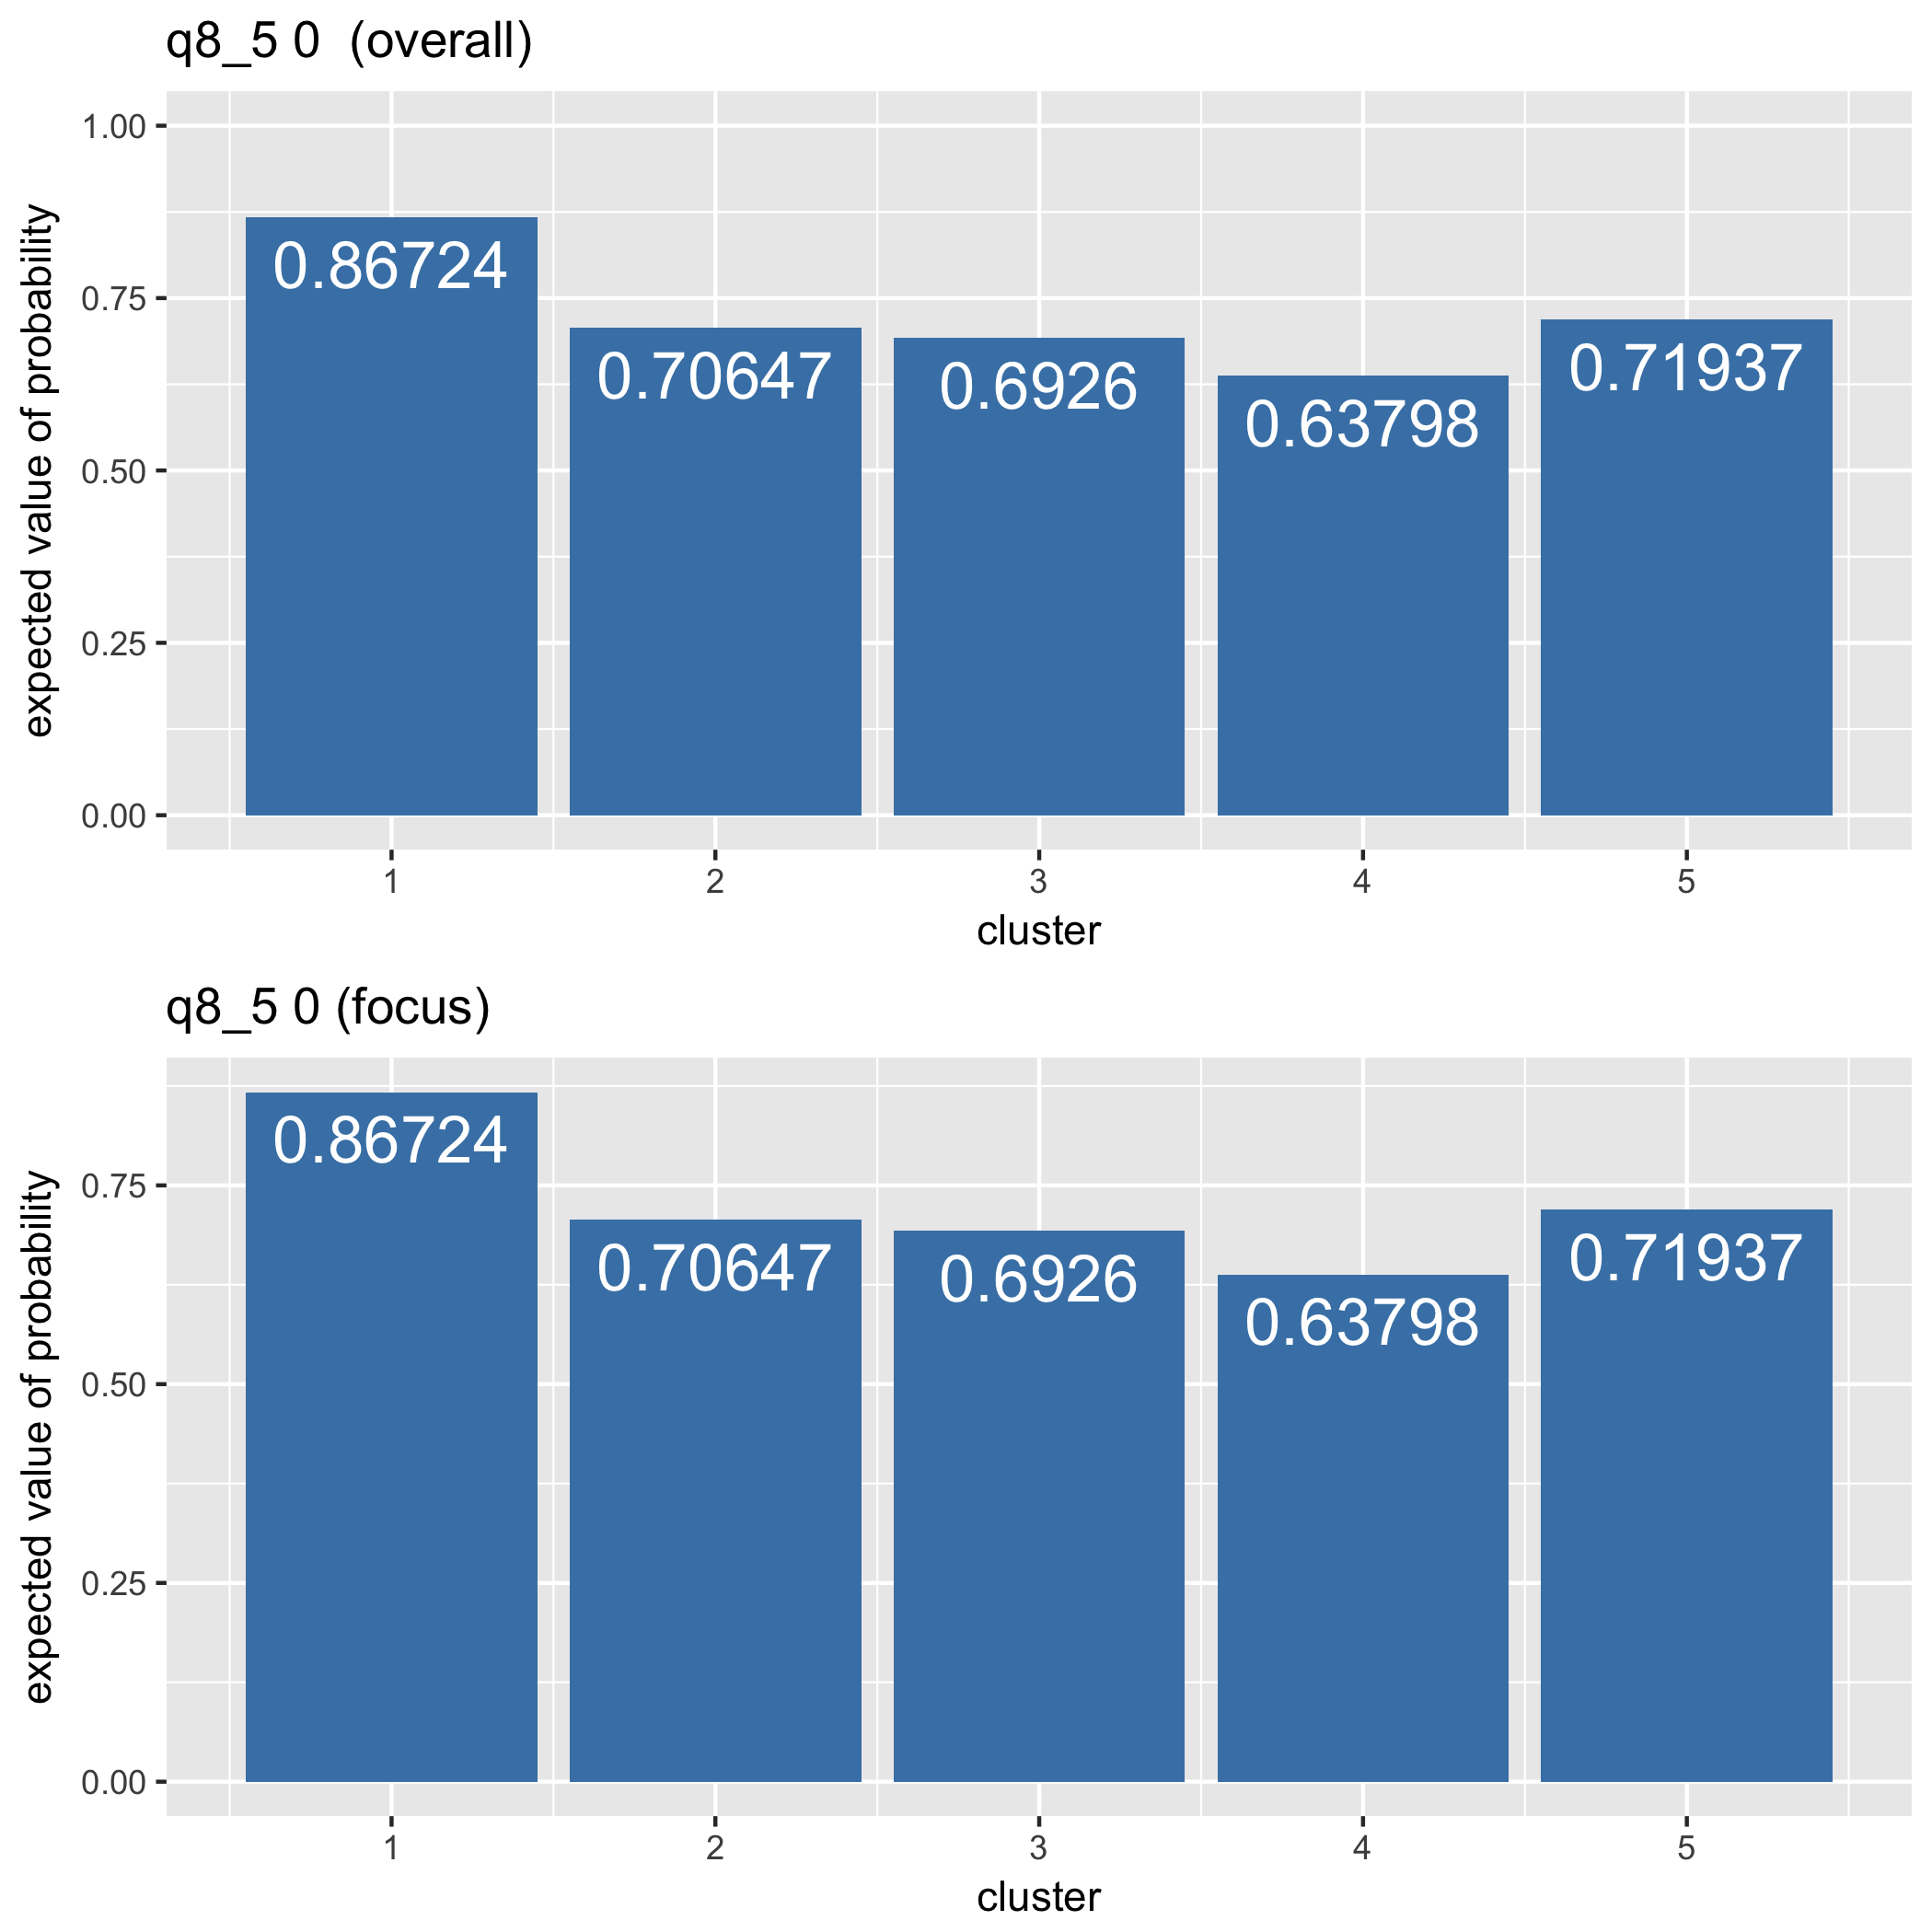 q8_5 0  (overall)
expected value of probability
1.00
0.75
0.50
0.25
0.00
0.86724
0.70647
0.6926
0.63798
0.71937
1 2 3 4 5
cluster
q8_5 0 (focus)
expected value of probability
0.75
0.50
0.25
0.00
0.86724
0.70647
0.6926
0.63798
0.71937
1 2 3 4 5
cluster